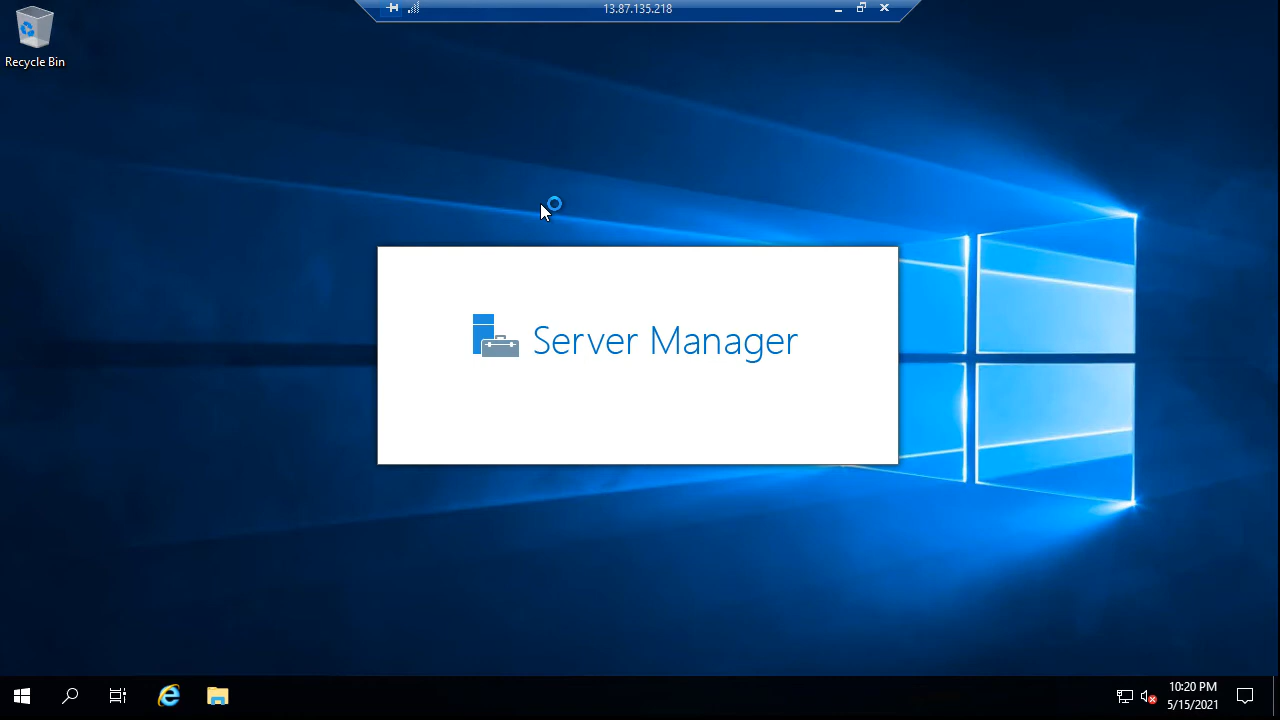 13.87.135.218
Recycle Bin
Server Manager
10:20 PM
5/15/2021